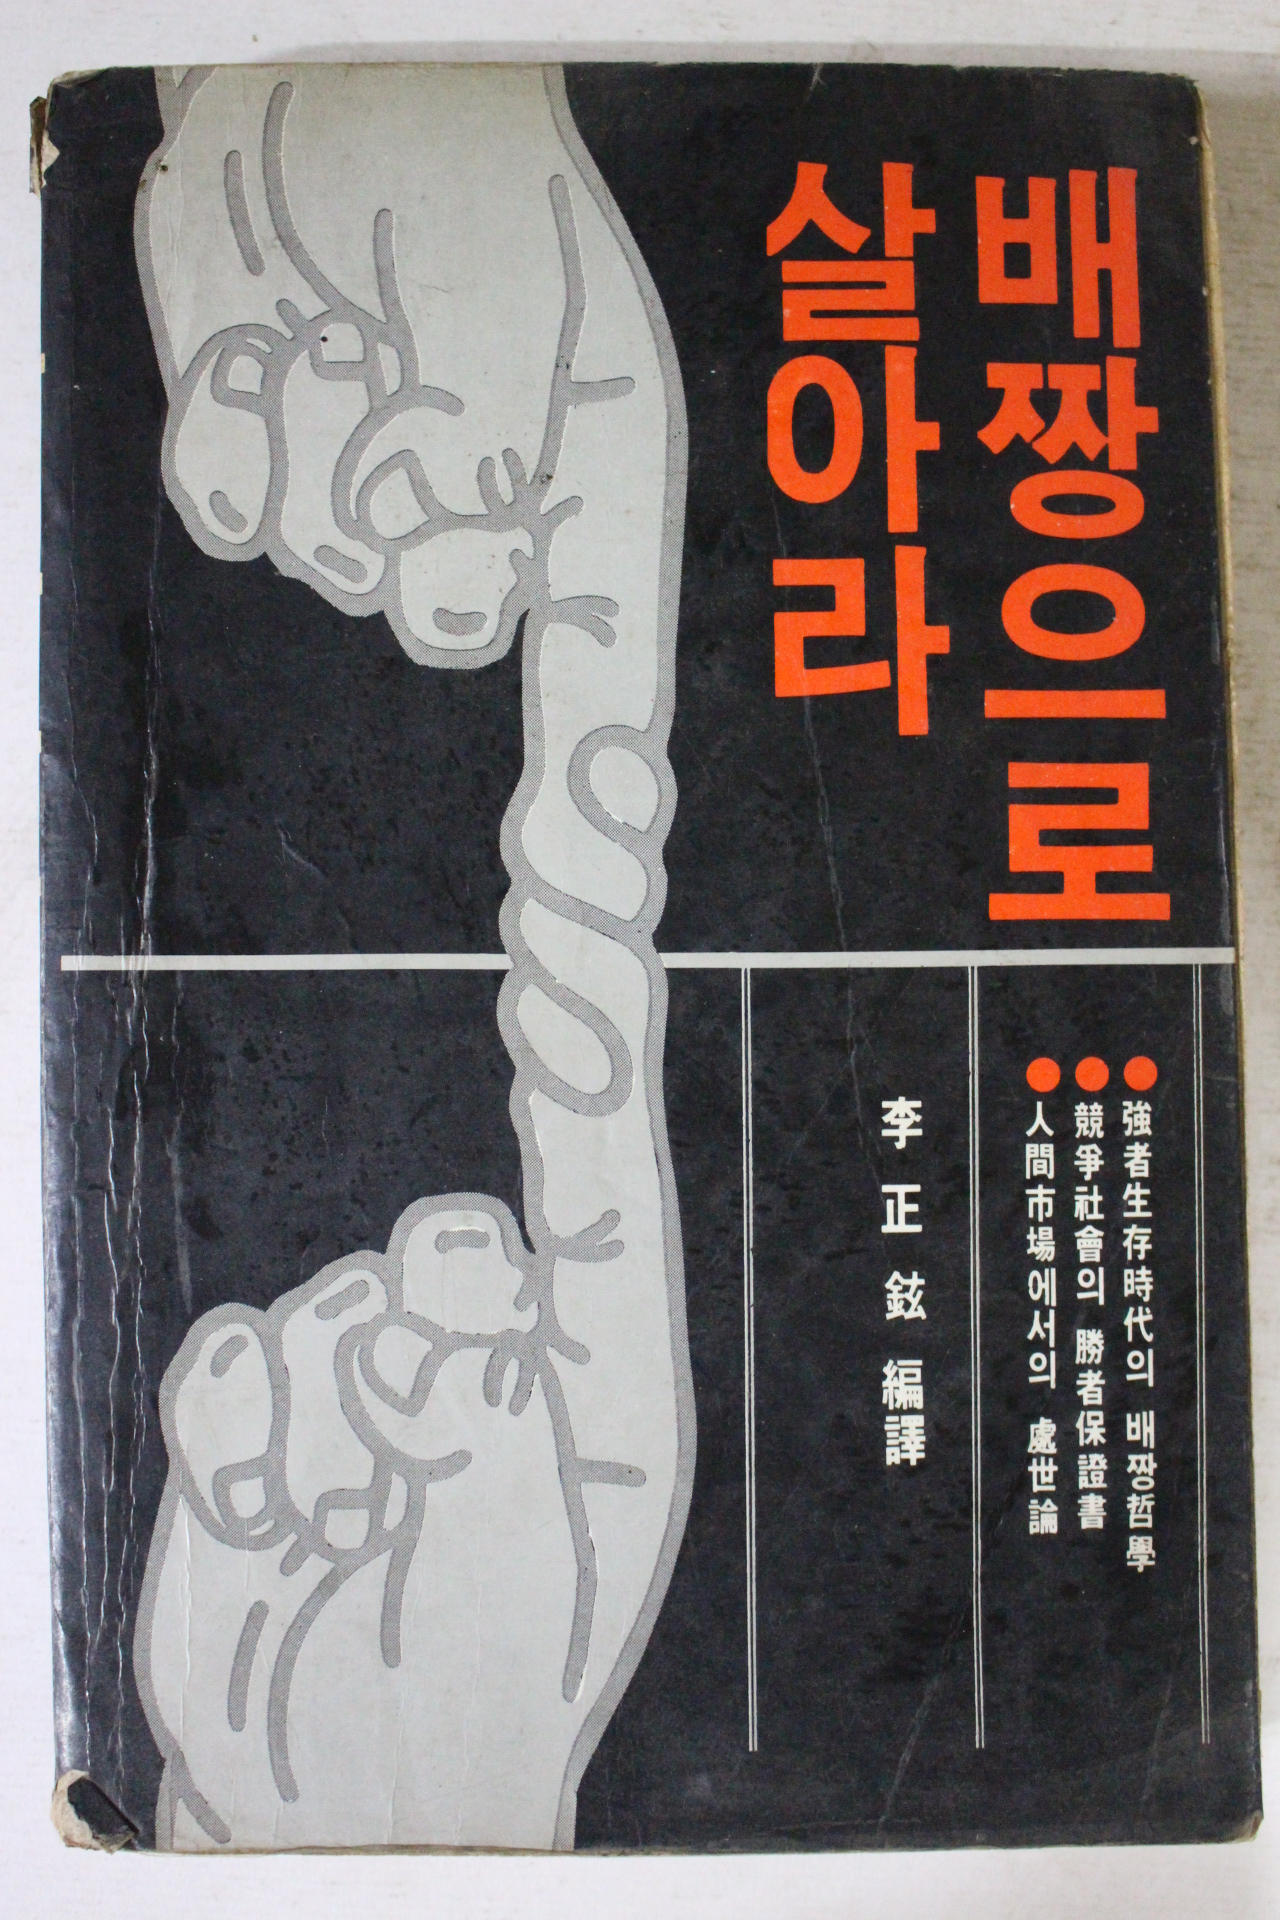 배짱으로
살아라
●強者生存時代의 배짱哲學
●競爭社會의 勝者保證書
●人間市場에서의 處世論
李正鉉 編譯